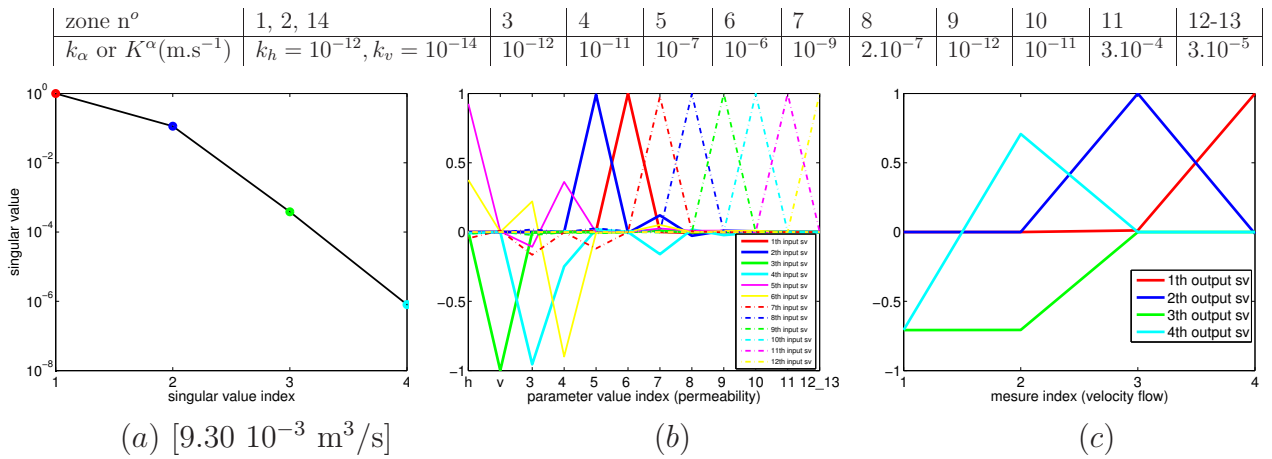 zone nᵒ 1, 2, 14 3 4 5 6 7 8 9 10 11 12-13
kα or Kᵅ(m.s⁻¹) kₕ = 10⁻¹², kᵥ = 10⁻¹⁴ 10⁻¹² 10⁻¹¹ 10⁻⁷ 10⁻⁶ 10⁻⁹ 2.10⁻⁷ 10⁻¹² 10⁻¹¹ 3.10⁻⁴ 3.10⁻⁵
10⁰
10⁻²
10⁻⁴
10⁻⁶
10⁻⁸
singular value
1 2 3 4
singular value index
(a) [9.30 10⁻³ m³/s]
1
0.5
0
−0.5
−1
1th input sv
2th input sv
3th input sv
4th input sv
5th input sv
6th input sv
7th input sv
8th input sv
9th input sv
10th input sv
11th input sv
12th input sv
h v 3 4 5 6 7 8 9 10 11 12_13
parameter value index (permeability)
(b)
1
0.5
0
−0.5
−1
1th output sv
2th output sv
3th output sv
4th output sv
1 2 3 4
mesure index (velocity flow)
(c)